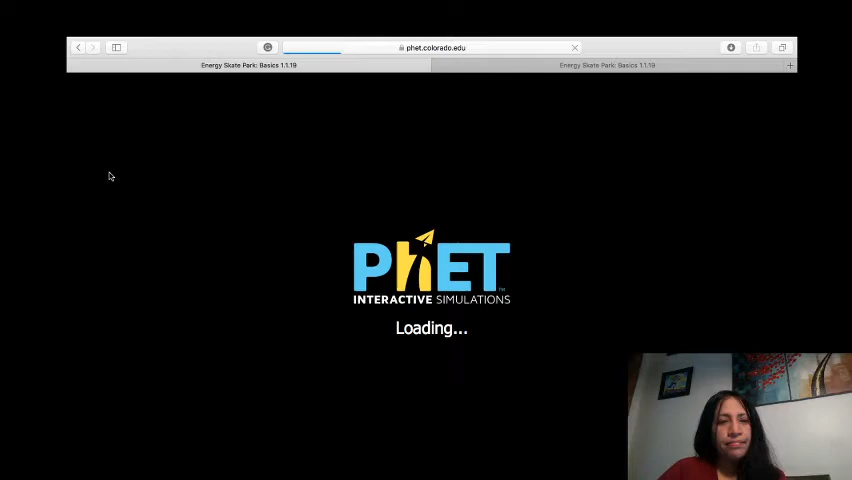 phet.colorado.edu
Energy Skate Park: Basics 1.1.19
Energy Skate Park: Basics 1.1.19
PhET
TM
INTERACTIVE SIMULATIONS
Loading...